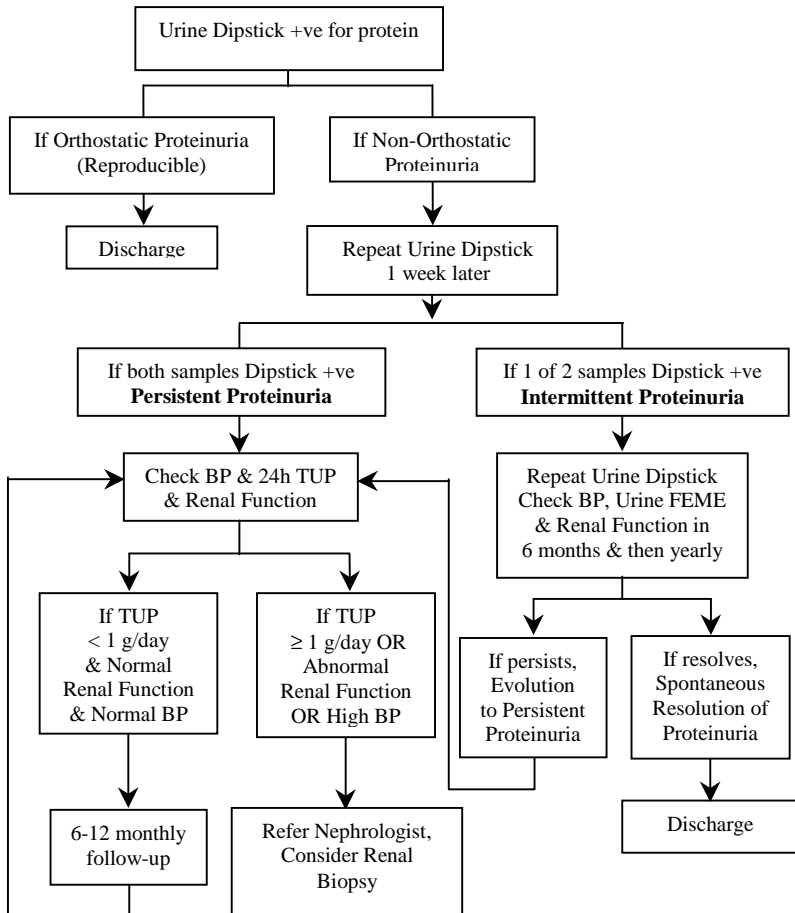 Urine Dipstick +ve for protein
If Orthostatic Proteinuria
(Reproducible)
If Non-Orthostatic
Proteinuria
Discharge
Repeat Urine Dipstick
1 week later
If both samples Dipstick +ve
Persistent Proteinuria
If 1 of 2 samples Dipstick +ve
Intermittent Proteinuria
Check BP & 24h TUP
& Renal Function
Repeat Urine Dipstick
Check BP, Urine FEME
& Renal Function in
6 months & then yearly
If TUP
< 1 g/day
& Normal
Renal Function
& Normal BP
If TUP
≥ 1 g/day OR
Abnormal
Renal Function
OR High BP
If persists,
Evolution
to Persistent
Proteinuria
If resolves,
Spontaneous
Resolution of
Proteinuria
6-12 monthly
follow-up
Refer Nephrologist,
Consider Renal
Biopsy
Discharge